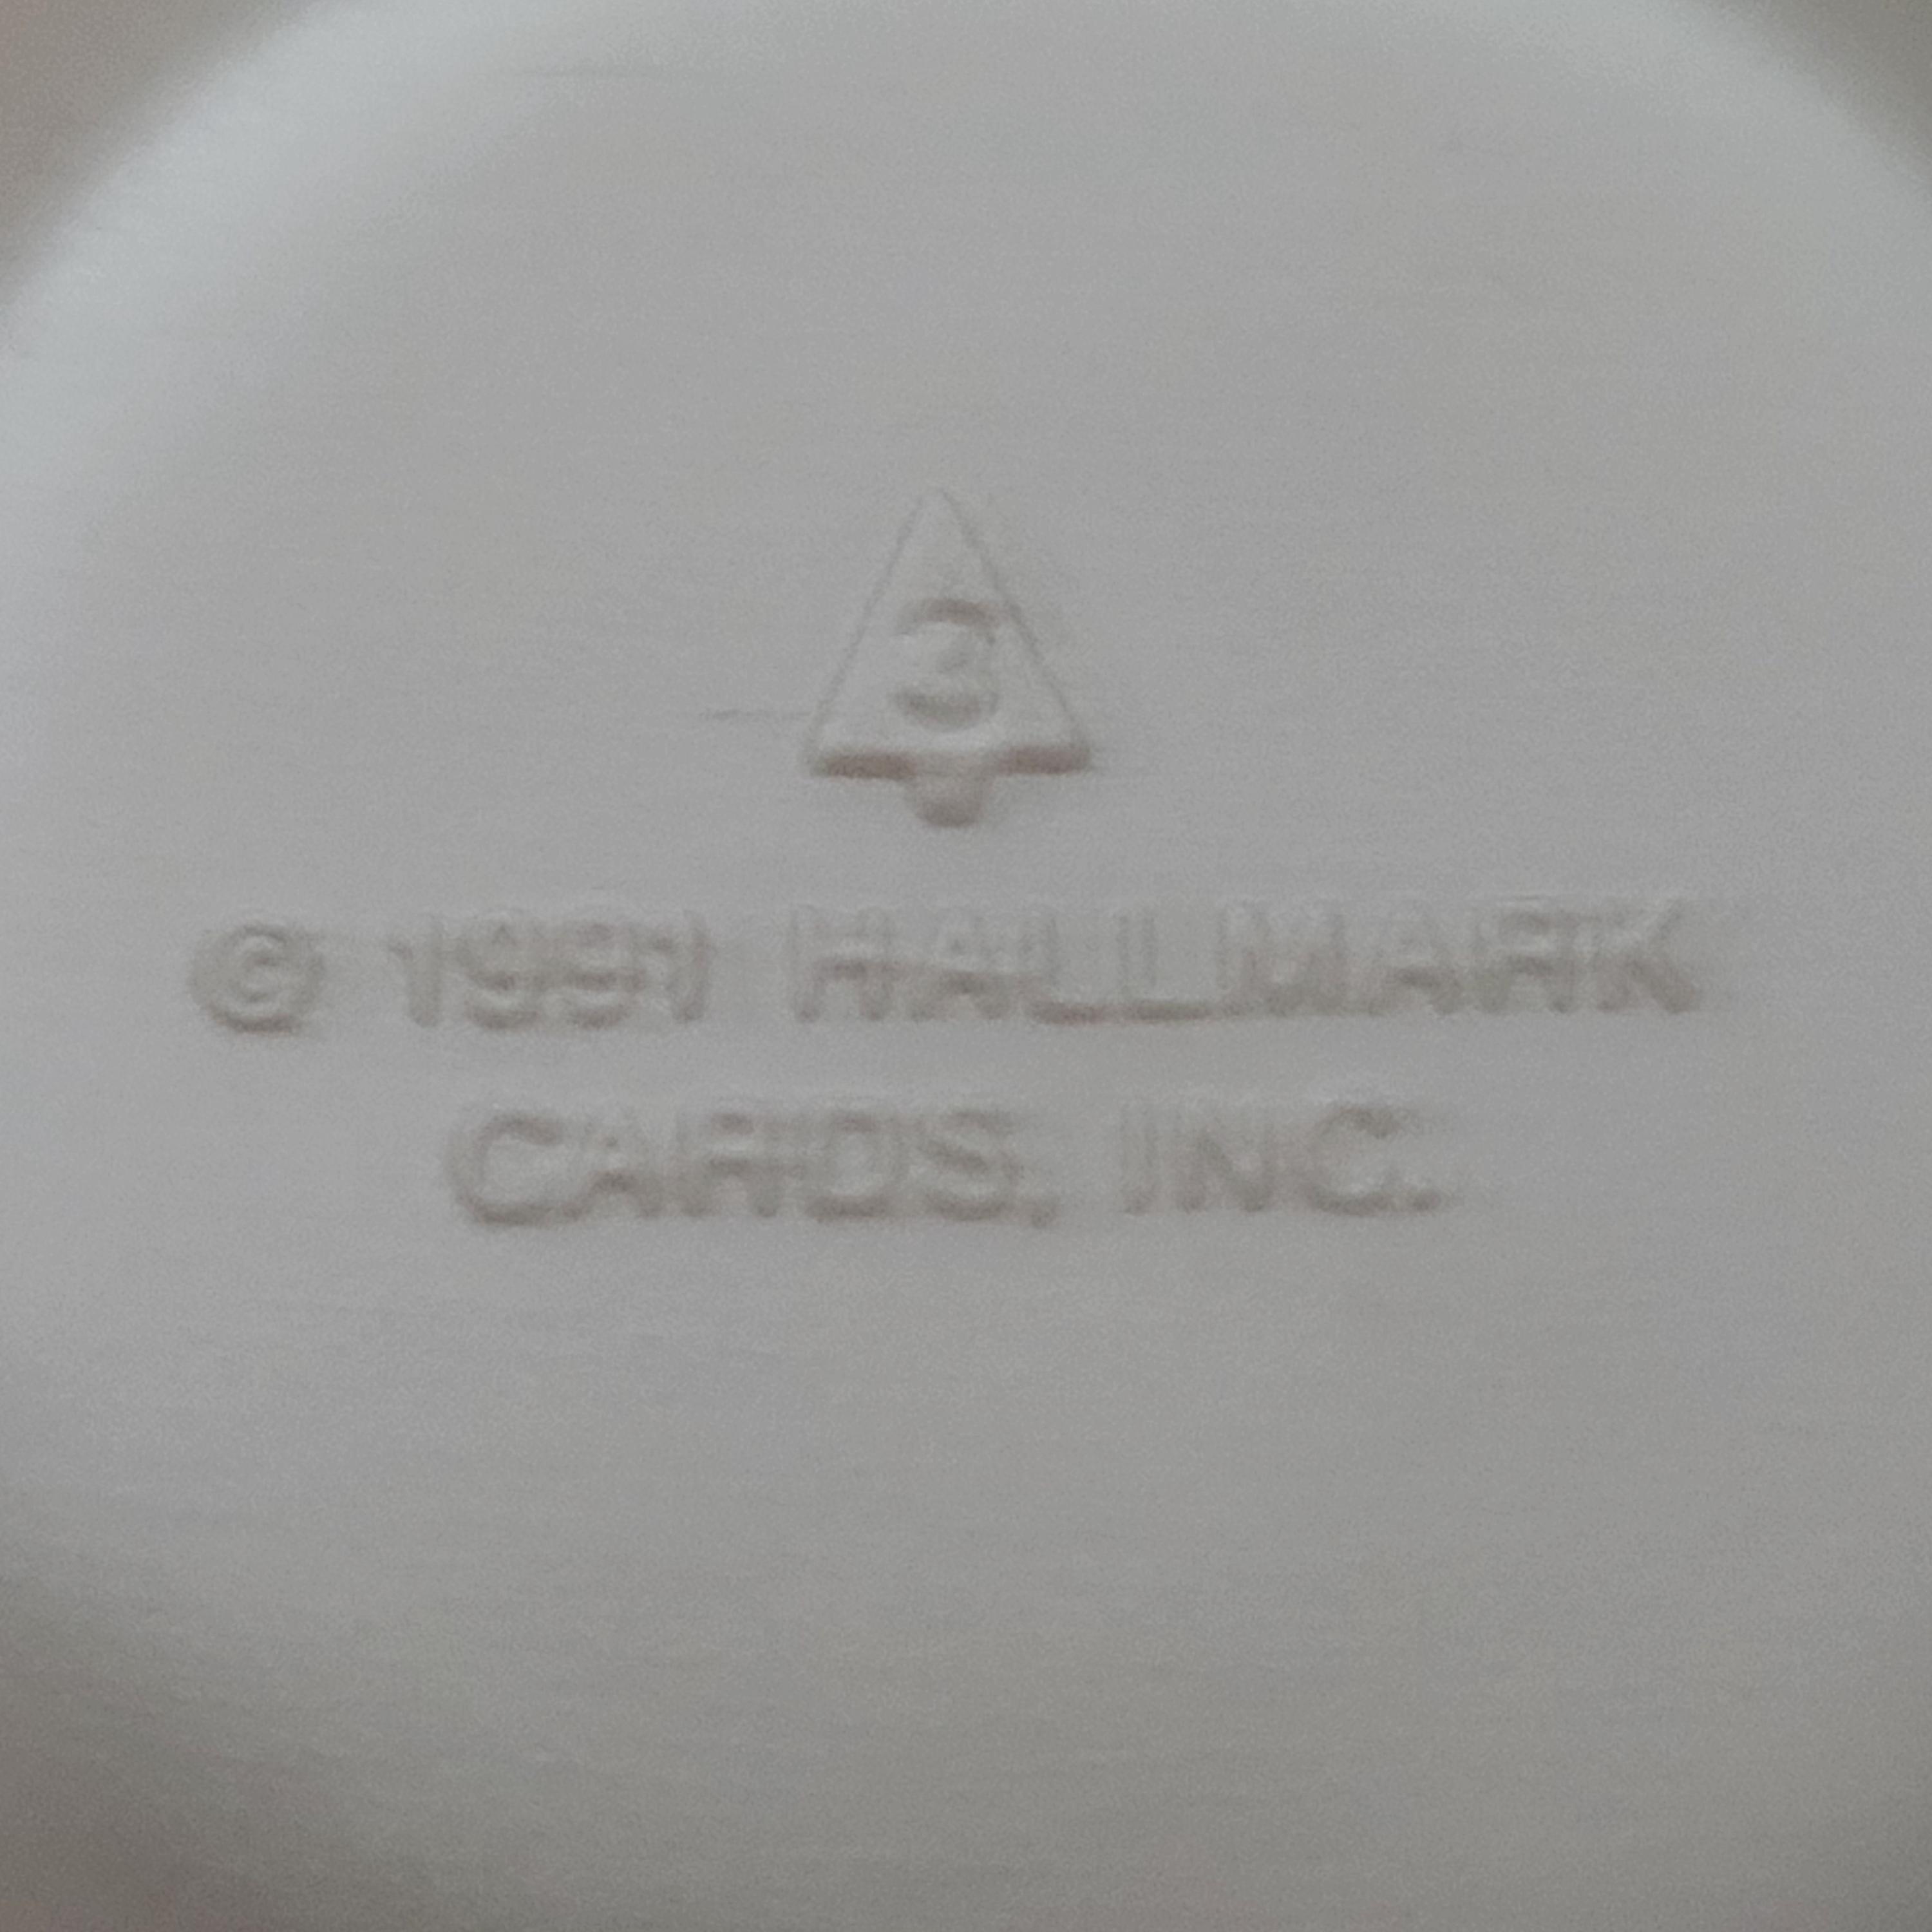 3
© 1991 HALLMARK
CARDS, INC.